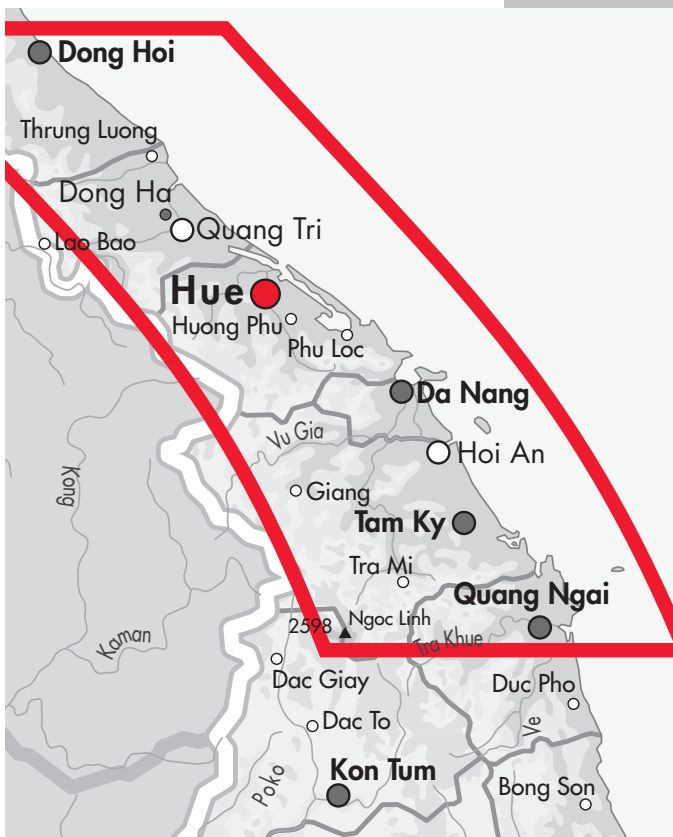 Dong Hoi
Thrung Luong
Dong Ha
Quang Tri
Lao Bao
Hue
Huong Phu
Phu Loc
Da Nang
Vu Gia
Hoi An
Kong
Giang
Tam Ky
Tra Mi
Quang Ngai
2598
Ngoc Linh
Kaman
Tra Khue
Dac Giay
Duc Pho
Dac To
Ve
Poko
Kon Tum
Bong Son